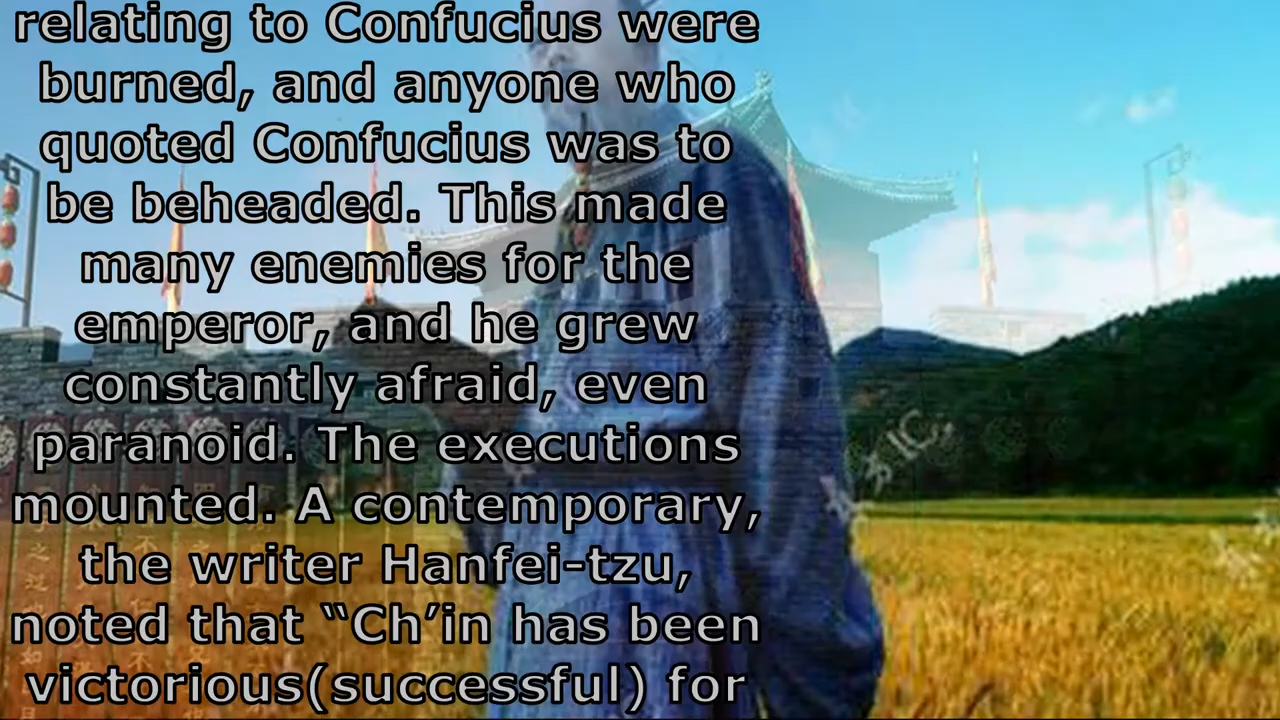 relating to Confucius were
burned, and anyone who
quoted Confucius was to
be beheaded. This made
many enemies for the
emperor, and he grew
constantly afraid, even
paranoid. The executions
mounted. A contemporary,
the writer Hanfei-tzu,
noted that “Ch’in has been
victorious(successful) for